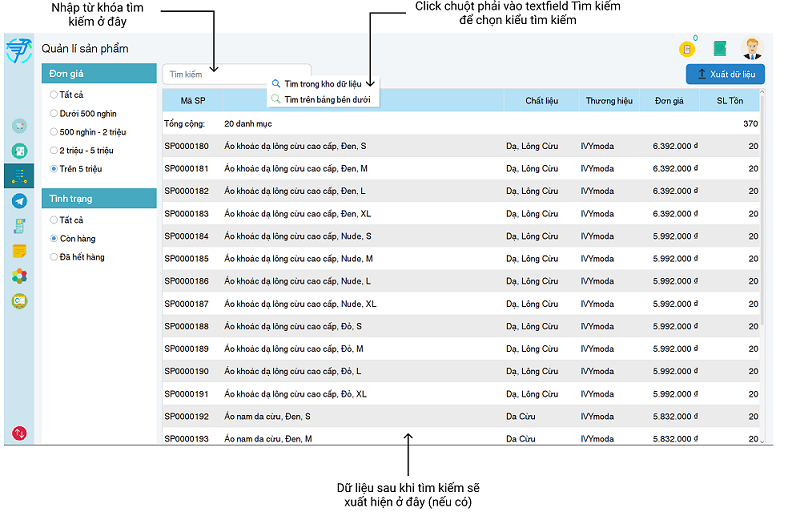 Nhập từ khóa tìm
kiếm ở đây
Click chuột phải vào textfield Tìm kiếm
để chọn kiểu tìm kiếm
Quản lí sản phẩm
0
Đơn giá
Tất cả
Dưới 500 nghìn
500 nghìn - 2 triệu
2 triệu - 5 triệu
Trên 5 triệu
Tình trạng
Tất cả
Còn hàng
Đã hết hàng
Tìm kiếm
Tìm trong kho dữ liệu
Tìm trên bảng bên dưới
Xuất dữ liệu
Mã SP Chất liệu Thương hiệu Đơn giá SL Tồn
Tổng cộng: 20 danh mục 370
SP0000180 Áo khoác dạ lông cừu cao cấp, Đen, S Dạ, Lông Cừu IVYmoda 6.392.000 đ 20
SP0000181 Áo khoác dạ lông cừu cao cấp, Đen, M Dạ, Lông Cừu IVYmoda 6.392.000 đ 20
SP0000182 Áo khoác dạ lông cừu cao cấp, Đen, L Dạ, Lông Cừu IVYmoda 6.392.000 đ 20
SP0000183 Áo khoác dạ lông cừu cao cấp, Đen, XL Dạ, Lông Cừu IVYmoda 6.392.000 đ 20
SP0000184 Áo khoác dạ lông cừu cao cấp, Nude, S Dạ, Lông Cừu IVYmoda 5.992.000 đ 20
SP0000185 Áo khoác dạ lông cừu cao cấp, Nude, M Dạ, Lông Cừu IVYmoda 5.992.000 đ 20
SP0000186 Áo khoác dạ lông cừu cao cấp, Nude, L Dạ, Lông Cừu IVYmoda 5.992.000 đ 20
SP0000187 Áo khoác dạ lông cừu cao cấp, Nude, XL Dạ, Lông Cừu IVYmoda 5.992.000 đ 20
SP0000188 Áo khoác dạ lông cừu cao cấp, Đỏ, S Dạ, Lông Cừu IVYmoda 5.992.000 đ 20
SP0000189 Áo khoác dạ lông cừu cao cấp, Đỏ, M Dạ, Lông Cừu IVYmoda 5.992.000 đ 20
SP0000190 Áo khoác dạ lông cừu cao cấp, Đỏ, L Dạ, Lông Cừu IVYmoda 5.992.000 đ 20
SP0000191 Áo khoác dạ lông cừu cao cấp, Đỏ, XL Dạ, Lông Cừu IVYmoda 5.992.000 đ 20
SP0000192 Áo nam da cừu, Đen, S Da Cừu IVYmoda 5.832.000 đ 20
SP0000193 Áo nam da cừu, Đen, M Da Cừu IVYmoda 5.832.000 đ 20
Dữ liệu sau khi tìm kiếm sẽ
xuất hiện ở đây (nếu có)